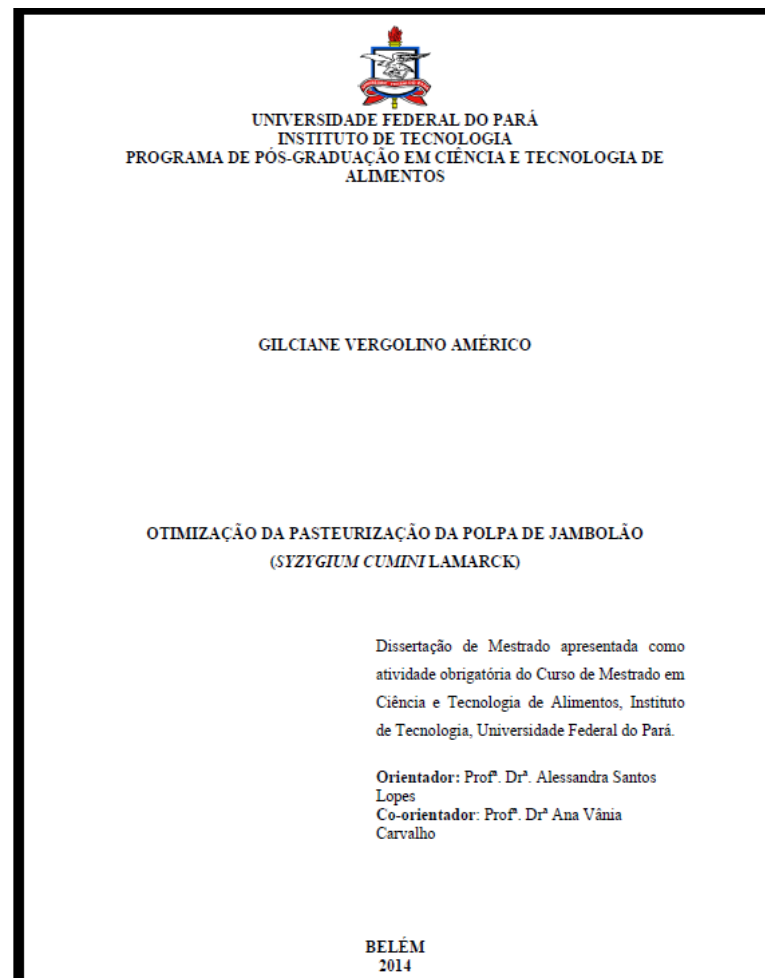 UNIVERSIDADE FEDERAL DO PARÁ
INSTITUTO DE TECNOLOGIA
PROGRAMA DE PÓS-GRADUAÇÃO EM CIÊNCIA E TECNOLOGIA DE
ALIMENTOS
GILCIANE VERGOLINO AMÉRICO
OTIMIZAÇÃO DA PASTEURIZAÇÃO DA POLPA DE JAMBOLÃO
(SYZYGIUM CUMINI LAMARCK)
Dissertação de Mestrado apresentada como
atividade obrigatória do Curso de Mestrado em
Ciência e Tecnologia de Alimentos, Instituto
de Tecnologia, Universidade Federal do Pará.
Orientador: Profª. Drª. Alessandra Santos
Lopes
Co-orientador: Profª. Drª Ana Vânia
Carvalho
BELÉM
2014